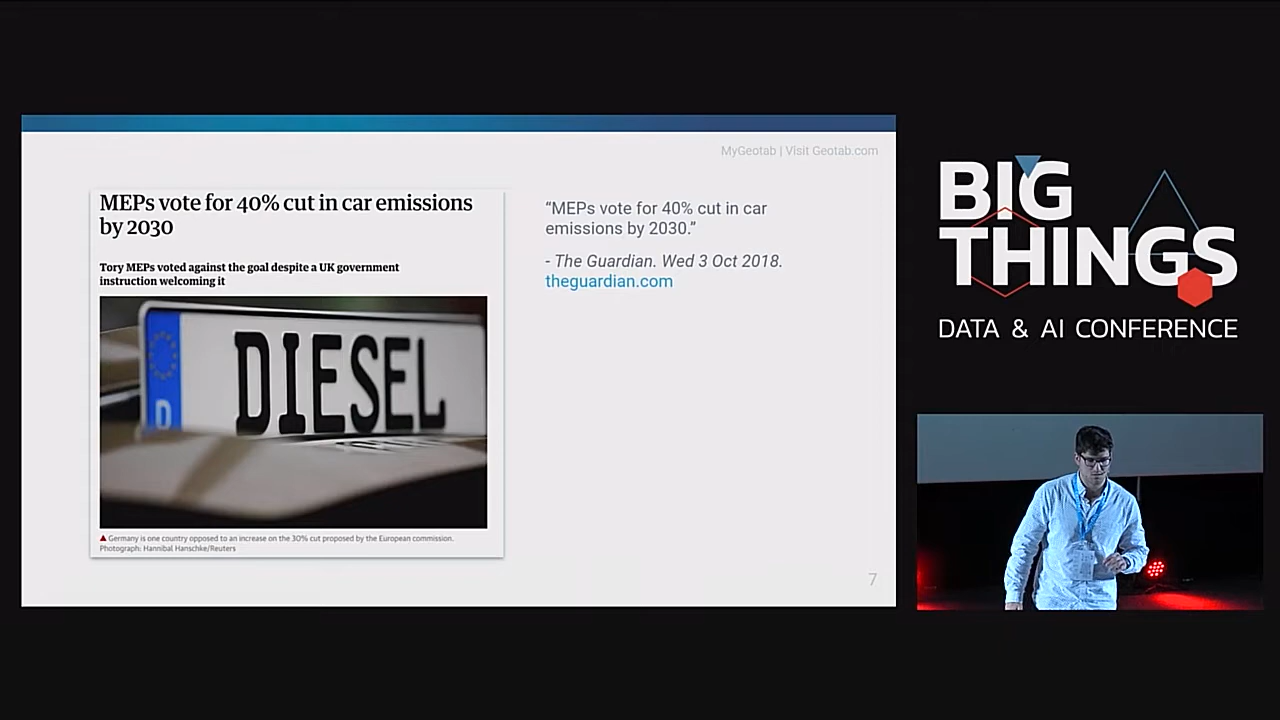 MyGeotab | Visit Geotab.com
MEPs vote for 40% cut in car emissions
by 2030
Tory MEPs voted against the goal despite a UK government
instruction welcoming it
D
DIESEL
Germany is one country opposed to an increase on the 30% cut proposed by the European commission.
Photograph: Hannibal Hanschke/Reuters
“MEPs vote for 40% cut in car
emissions by 2030.”
- The Guardian. Wed 3 Oct 2018.
theguardian.com
7
BIG
THINGS
DATA & AI CONFERENCE